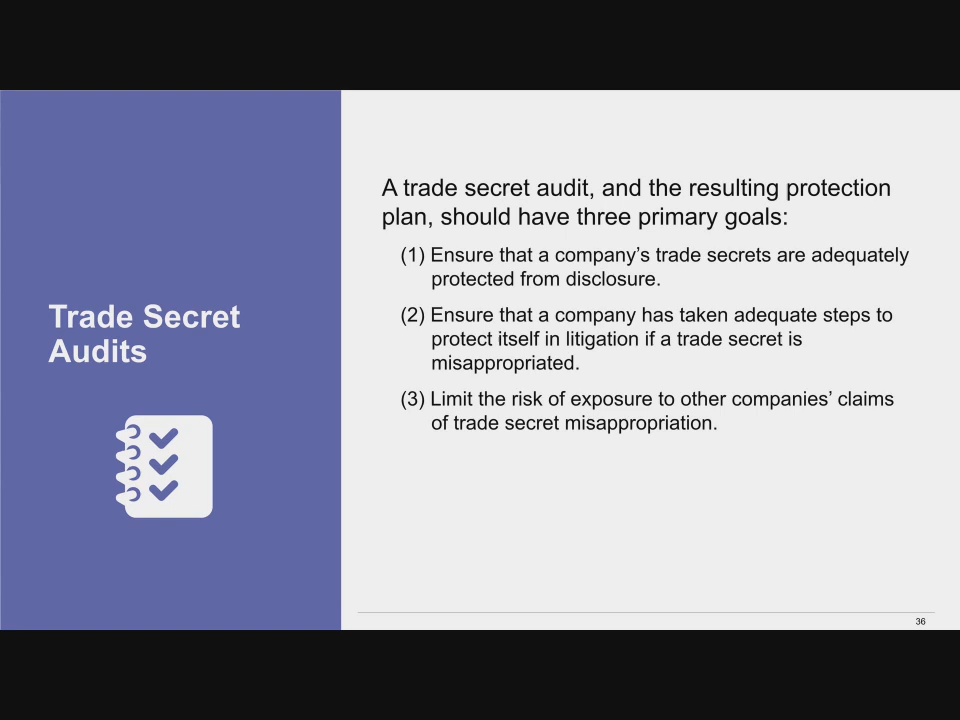 Trade Secret
Audits
A trade secret audit, and the resulting protection
plan, should have three primary goals:
(1) Ensure that a company’s trade secrets are adequately
protected from disclosure.
(2) Ensure that a company has taken adequate steps to
protect itself in litigation if a trade secret is
misappropriated.
(3) Limit the risk of exposure to other companies’ claims
of trade secret misappropriation.
36